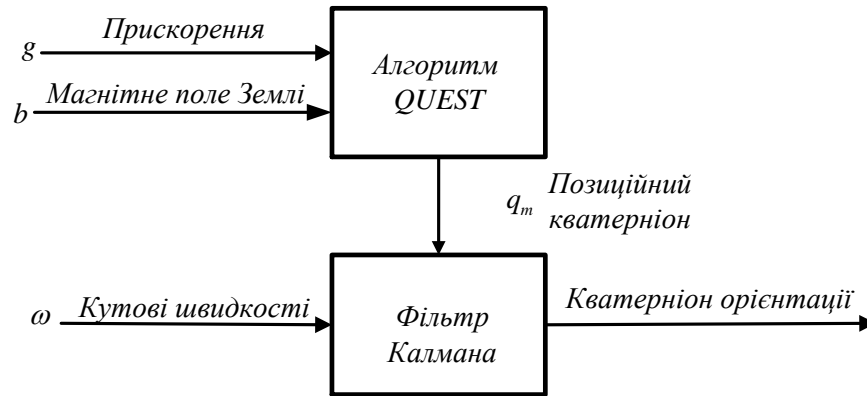 g Прискорення
b Магнітне поле Землі
Алгоритм
QUEST
qₘ Позиційний
кватерніон
ω Кутові швидкості
Фільтр
Калмана
Кватерніон орієнтації